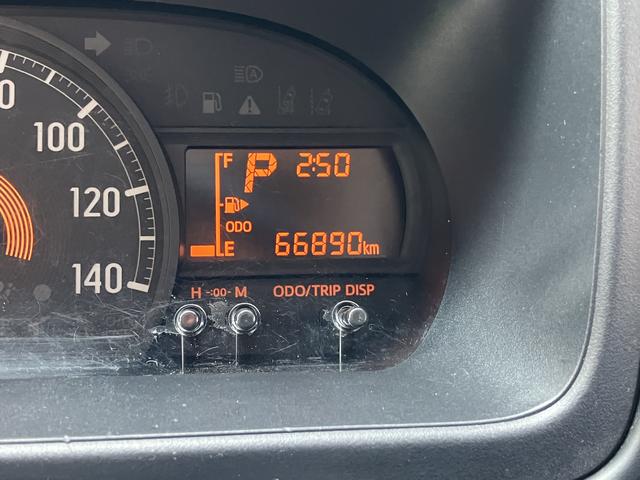 100
120
140
F
P 2:50
ODO
E
66890km
H -:00- M
ODO/TRIP DISP